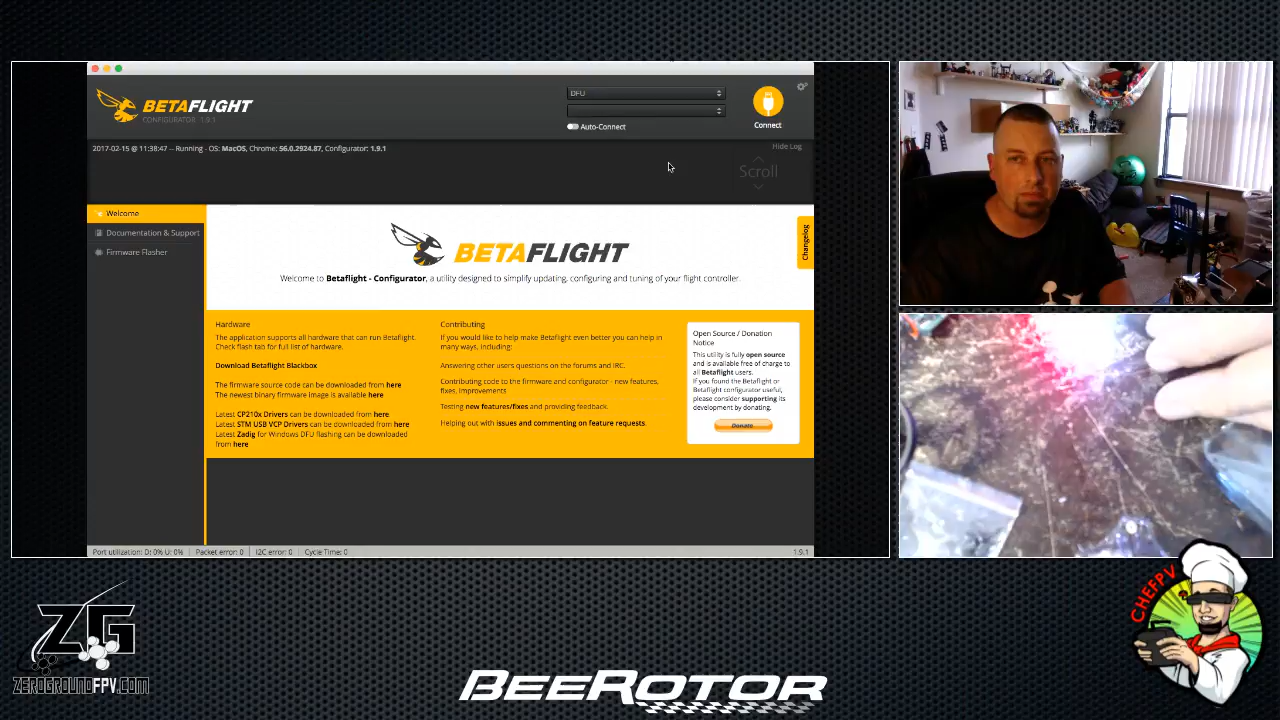 BETAFLIGHT
CONFIGURATOR 1.9.1
DFU
Auto-Connect
Connect
2017-02-15 @ 11:38:47 -- Running - OS: MacOS, Chrome: 56.0.2924.87, Configurator: 1.9.1
Hide Log
Scroll
Welcome
Documentation & Support
Firmware Flasher
BETAFLIGHT
Welcome to Betaflight - Configurator, a utility designed to simplify updating, configuring and tuning of your flight controller.
Changelog
Hardware
The application supports all hardware that can run Betaflight.
Check flash tab for full list of hardware.
Download Betaflight Blackbox
The firmware source code can be downloaded from here
The newest binary firmware image is available here
Latest CP210x Drivers can be downloaded from here
Latest STM USB VCP Drivers can be downloaded from here
Latest Zadig for Windows DFU flashing can be downloaded
from here
Contributing
If you would like to help make Betaflight even better you can help in
many ways, including:
Answering other users questions on the forums and IRC.
Contributing code to the firmware and configurator - new features,
fixes, improvements
Testing new features/fixes and providing feedback.
Helping out with issues and commenting on feature requests.
Open Source / Donation
Notice
This utility is fully open source
and is available free of charge to
all Betaflight users.
If you found the Betaflight or
Betaflight configurator useful,
please consider supporting its
development by donating.
Donate
Port utilization: D: 0% U: 0%
Packet error: 0
I2C error: 0
Cycle Time: 0
1.9.1
ZG
ZEROGROUNDFPV.COM
BEEROTOR
CHEFPV